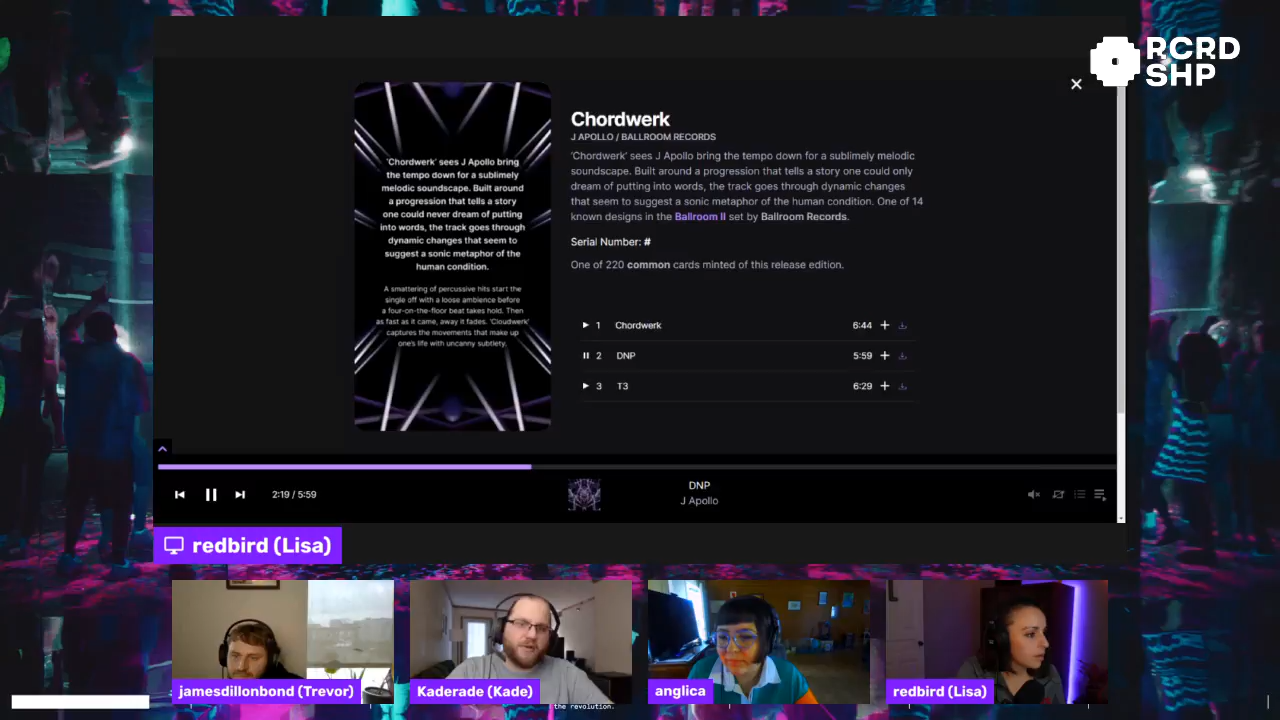 RCRD
SHP
Chordwerk
J APOLLO / BALLROOM RECORDS
'Chordwerk' sees J Apollo bring the tempo down for a sublimely melodic
soundscape. Built around a progression that tells a story one could only
dream of putting into words, the track goes through dynamic changes
that seem to suggest a sonic metaphor of the human condition. One of 14
known designs in the Ballroom II set by Ballroom Records.
Serial Number: #
One of 220 common cards minted of this release edition.
'Chordwerk' sees J Apollo bring
the tempo down for a sublimely
melodic soundscape. Built around
a progression that tells a story
one could never dream of putting
into words, the track goes through
dynamic changes that seem to
suggest a sonic metaphor of the
human condition.
A smattering of percussive hits start the
single off with a loose ambience before
a four-on-the-floor beat takes hold. Then
as fast as it came, away it fades. 'Cloudwerk'
captures the movements that make up
one's life with uncanny subtlety.
1 Chordwerk 6:44
2 DNP 5:59
3 T3 6:29
2:19 / 5:59
DNP
J Apollo
redbird (Lisa)
jamesdillonbond (Trevor)
Kaderade (Kade)
anglica
redbird (Lisa)
the revolution.